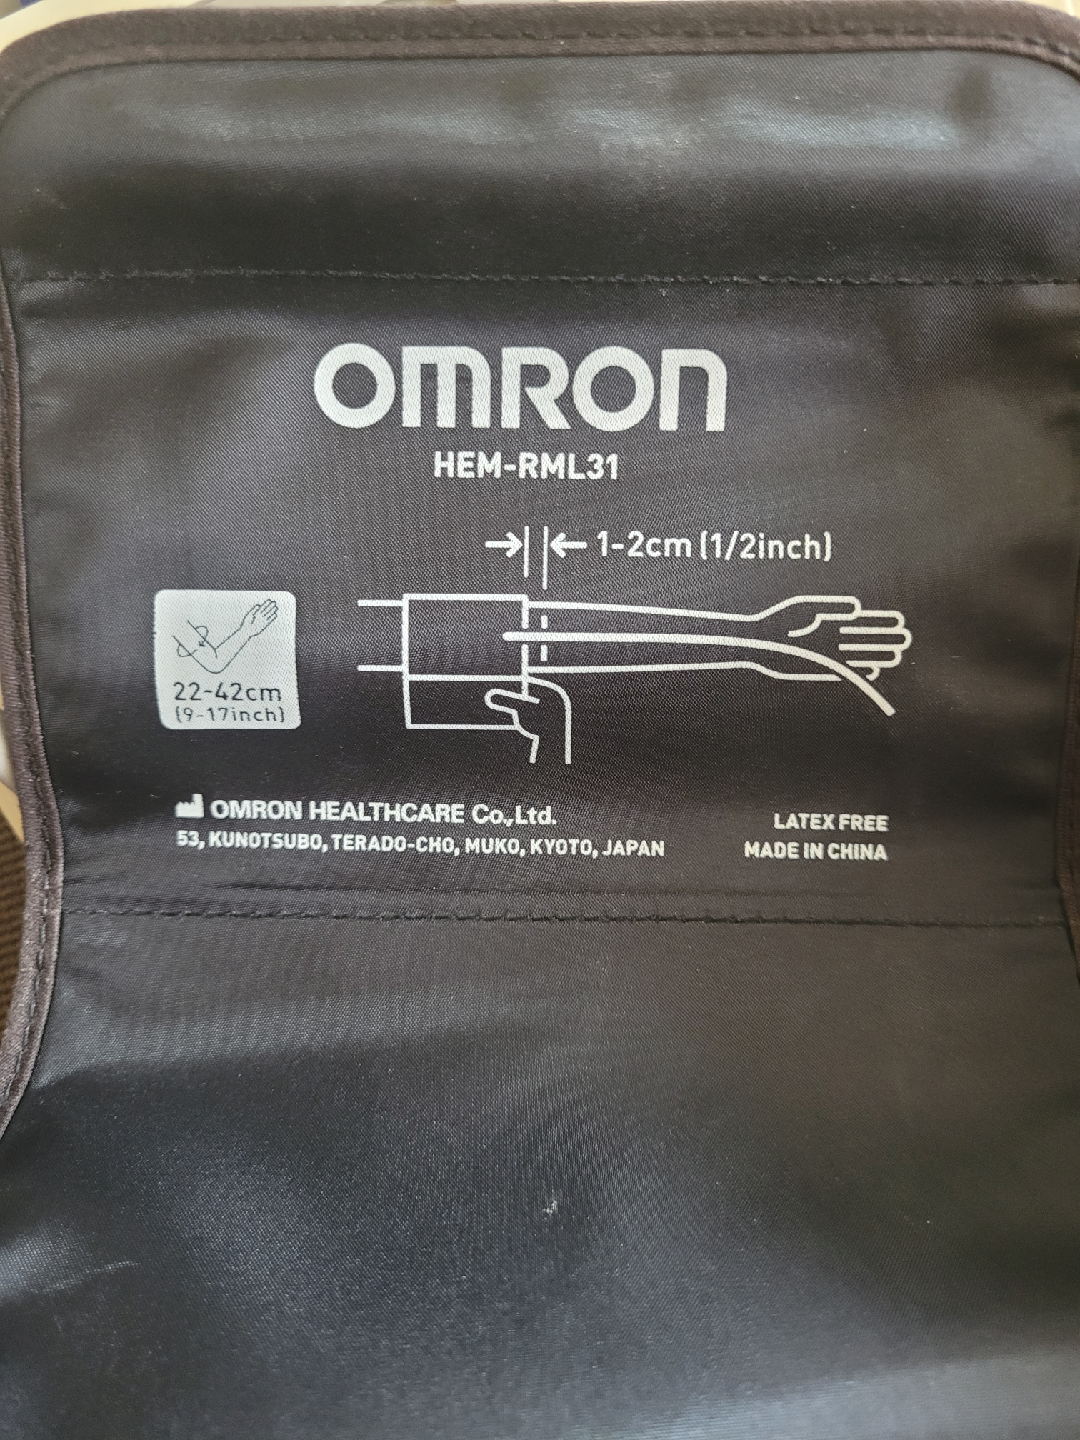 OMRON
HEM-RML31
1-2cm (1/2inch)
22-42cm
(9-17inch)
OMRON HEALTHCARE Co.,Ltd.
53, KUNOTSUBO, TERADO-CHO, MUKO, KYOTO, JAPAN
LATEX FREE
MADE IN CHINA